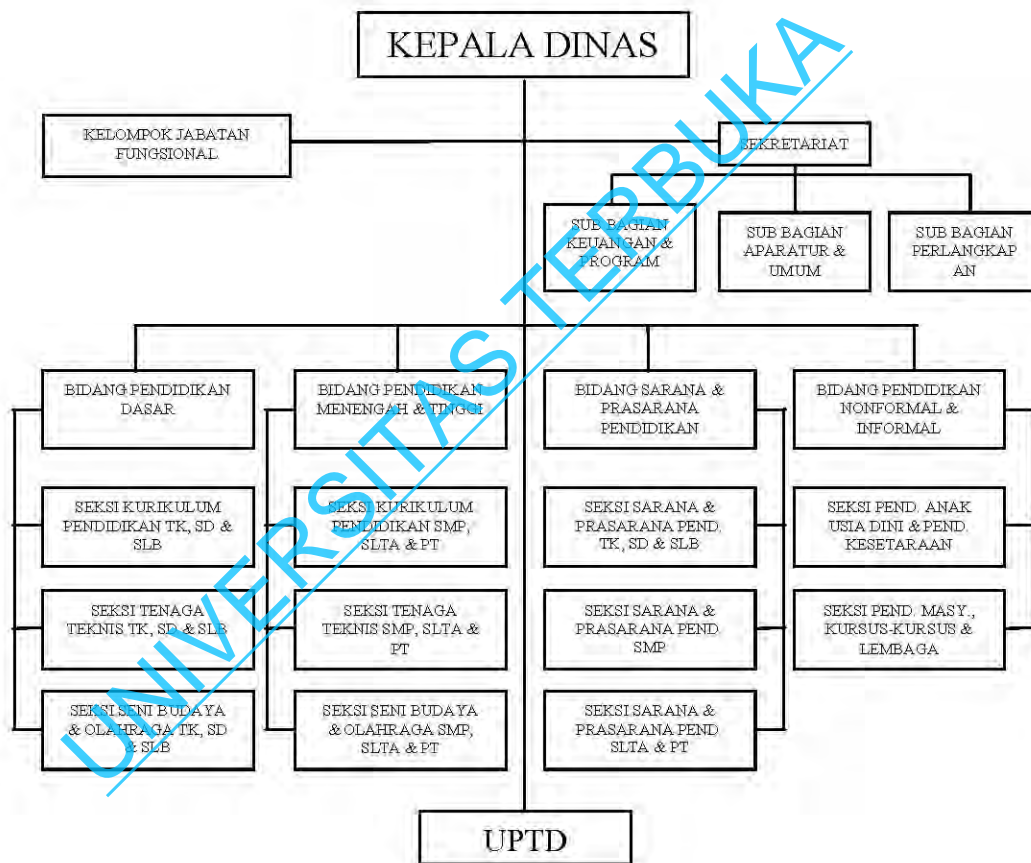 KEPALA DINAS
KELOMPOK JABATAN
FUNGSIONAL
SEKRETARIAT
SUB BAGIAN
KEUANGAN &
PROGRAM
SUB BAGIAN
APARATUR &
UMUM
SUB BAGIAN
PERLANGKAP
AN
BIDANG PENDIDIKAN
DASAR
BIDANG PENDIDIKAN
MENENGAH & TINGGI
BIDANG SARANA &
PRASARANA
PENDIDIKAN
BIDANG PENDIDIKAN
NONFORMAL &
INFORMAL
SEKSI KURIKULUM
PENDIDIKAN TK, SD &
SLB
SEKSI KURIKULUM
PENDIDIKAN SMP,
SLTA & PT
SEKSI SARANA &
PRASARANA PEND.
TK, SD & SLB
SEKSI PEND. ANAK
USIA DINI & PEND.
KESETARAAN
SEKSI TENAGA
TEKNIS TK, SD & SLB
SEKSI TENAGA
TEKNIS SMP, SLTA &
PT
SEKSI SARANA &
PRASARANA PEND
SMP
SEKSI PEND. MASY.,
KURSUS-KURSUS &
LEMBAGA
SEKSI SENI BUDAYA
& OLAHRAGA TK, SD
& SLB
SEKSI SENI BUDAYA
& OLAHRAGA SMP,
SLTA & PT
SEKSI SARANA &
PRASARANA PEND
SLTA & PT
UPTD
UNIVERSITAS TERBUKA